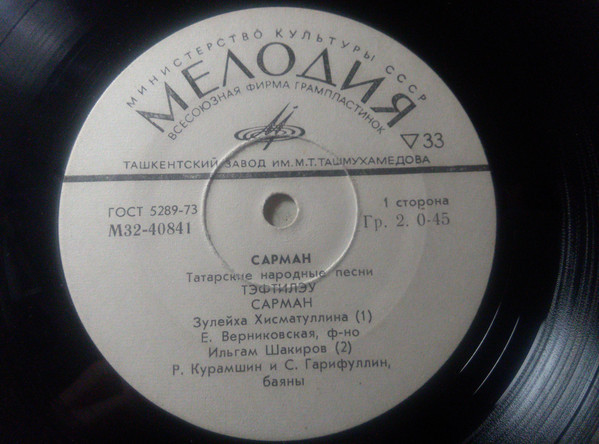 МИНИСТЕРСТВО КУЛЬТУРЫ СССР
МЕЛОДИЯ
ВСЕСОЮЗНАЯ ФИРМА ГРАМПЛАСТИНОК
▽33
ТАШКЕНТСКИЙ ЗАВОД ИМ. М.Т. ТАШМУХАМЕДОВА
ГОСТ 5289-73
М32-40841
1 сторона
Гр. 2. 0-45
САРМАН
Татарские народные песни
ТЭФТИЛЭУ
САРМАН
Зулейха Хисматуллина (1)
Е. Верниковская, ф-но
Ильгам Шакиров (2)
Р. Курамшин и С. Гарифуллин,
баяны